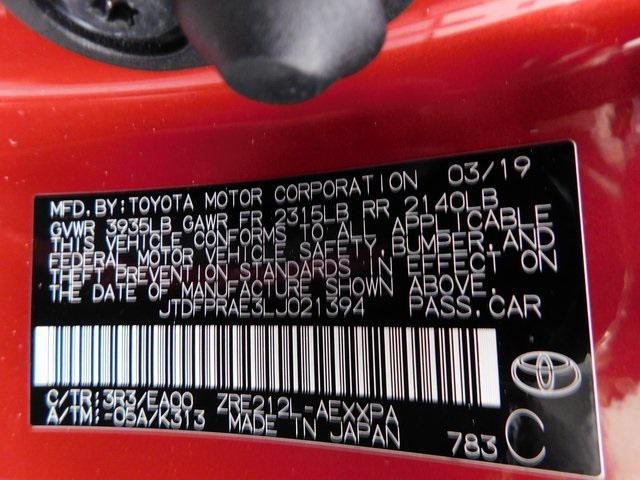 MFD. BY: TOYOTA MOTOR CORPORATION 03/19
GVWR 3935LB GAWR FR 2315LB RR 2140LB
THIS VEHICLE CONFORMS TO ALL APPLICABLE
FEDERAL MOTOR VEHICLE SAFETY, BUMPER, AND
THEFT PREVENTION STANDARDS IN EFFECT ON
THE DATE OF MANUFACTURE SHOWN ABOVE.
JTDFPRAE3LJ021394 PASS. CAR
C/TR: 3R3/EA00 ZRE212L-AEXXPA
A/TM: -05A/K313 MADE IN JAPAN 783 C